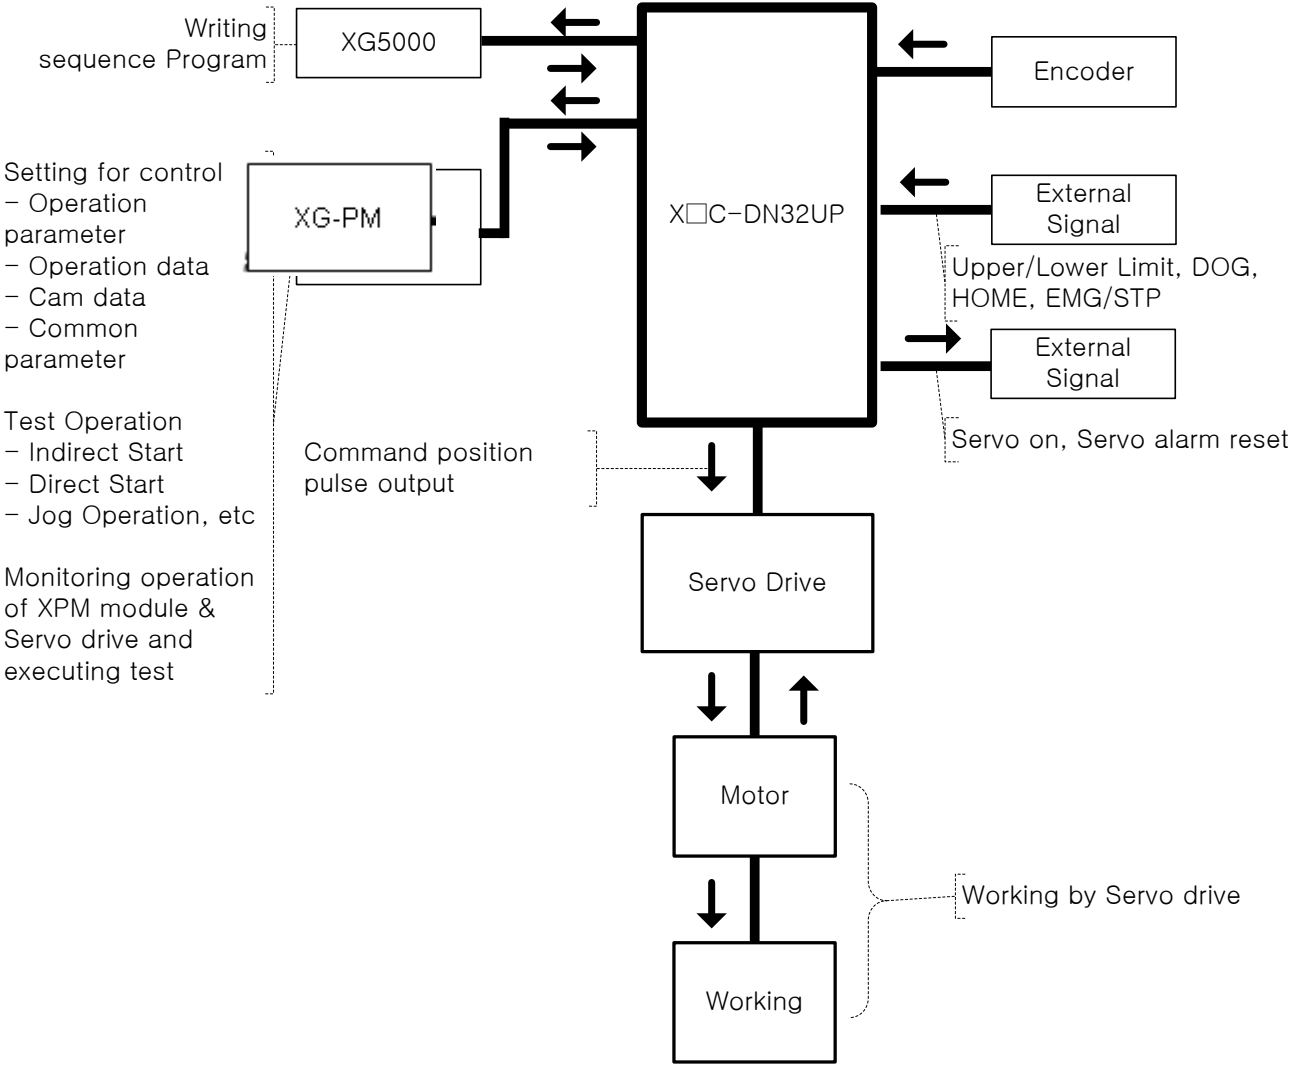 Writing
sequence Program
XG5000
Encoder
Setting for control
- Operation
parameter
- Operation data
- Cam data
- Common
parameter
XG-PM
X□C-DN32UP
External
Signal
Upper/Lower Limit, DOG,
HOME, EMG/STP
External
Signal
Servo on, Servo alarm reset
Test Operation
- Indirect Start
- Direct Start
- Jog Operation, etc
Command position
pulse output
Monitoring operation
of XPM module &
Servo drive and
executing test
Servo Drive
Motor
Working by Servo drive
Working